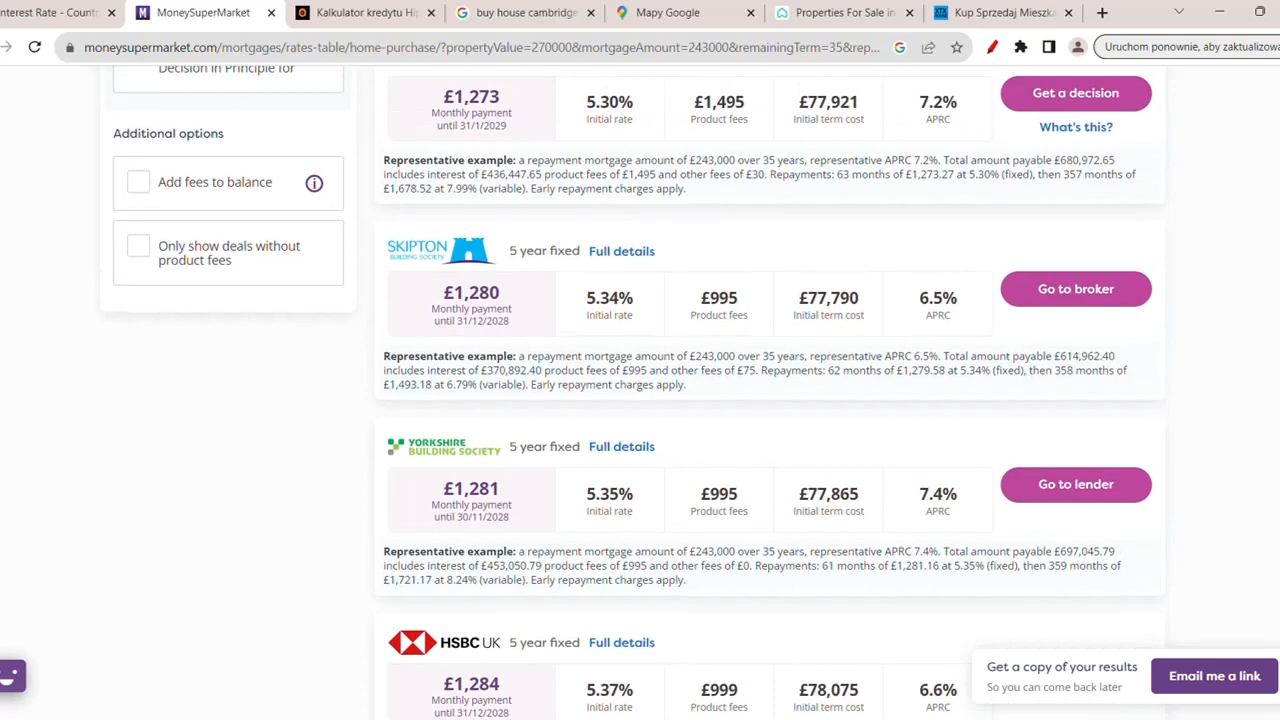 nterest Rate - Countr
MoneySuperMarket
Kalkulator kredytu Hip
buy house cambridge
Mapy Google
Properties For Sale in
Kup Sprzedaj Mieszka
moneysupermarket.com/mortgages/rates-table/home-purchase/?propertyValue=270000&mortgageAmount=243000&remainingTerm=35&rep...
Uruchom ponownie, aby zaktualizowa
Decision in Principle for
Additional options
Add fees to balance
Only show deals without
product fees
£1,273
Monthly payment
until 31/1/2029
5.30%
Initial rate
£1,495
Product fees
£77,921
Initial term cost
7.2%
APRC
Get a decision
What's this?
Representative example: a repayment mortgage amount of £243,000 over 35 years, representative APRC 7.2%. Total amount payable £680,972.65
includes interest of £436,447.65 product fees of £1,495 and other fees of £30. Repayments: 63 months of £1,273.27 at 5.30% (fixed), then 357 months of
£1,678.52 at 7.99% (variable). Early repayment charges apply.
SKIPTON
BUILDING SOCIETY
5 year fixed Full details
£1,280
Monthly payment
until 31/12/2028
5.34%
Initial rate
£995
Product fees
£77,790
Initial term cost
6.5%
APRC
Go to broker
Representative example: a repayment mortgage amount of £243,000 over 35 years, representative APRC 6.5%. Total amount payable £614,962.40
includes interest of £370,892.40 product fees of £995 and other fees of £75. Repayments: 62 months of £1,279.58 at 5.34% (fixed), then 358 months of
£1,493.18 at 6.79% (variable). Early repayment charges apply.
YORKSHIRE
BUILDING SOCIETY
5 year fixed Full details
£1,281
Monthly payment
until 30/11/2028
5.35%
Initial rate
£995
Product fees
£77,865
Initial term cost
7.4%
APRC
Go to lender
Representative example: a repayment mortgage amount of £243,000 over 35 years, representative APRC 7.4%. Total amount payable £697,045.79
includes interest of £453,050.79 product fees of £995 and other fees of £0. Repayments: 61 months of £1,281.16 at 5.35% (fixed), then 359 months of
£1,721.17 at 8.24% (variable). Early repayment charges apply.
HSBC UK
5 year fixed Full details
£1,284
Monthly payment
until 31/12/2028
5.37%
Initial rate
£999
Product fees
£78,075
Initial term cost
6.6%
APRC
Get a copy of your results
So you can come back later
Email me a link